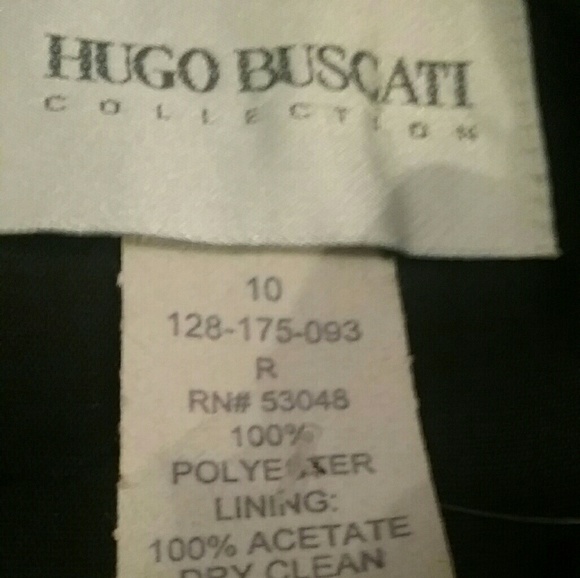 HUGO BUSCATI
COLLECTION
10
128-175-093
R
RN# 53048
100%
POLYESTER
LINING:
100% ACETATE
DRY CLEAN